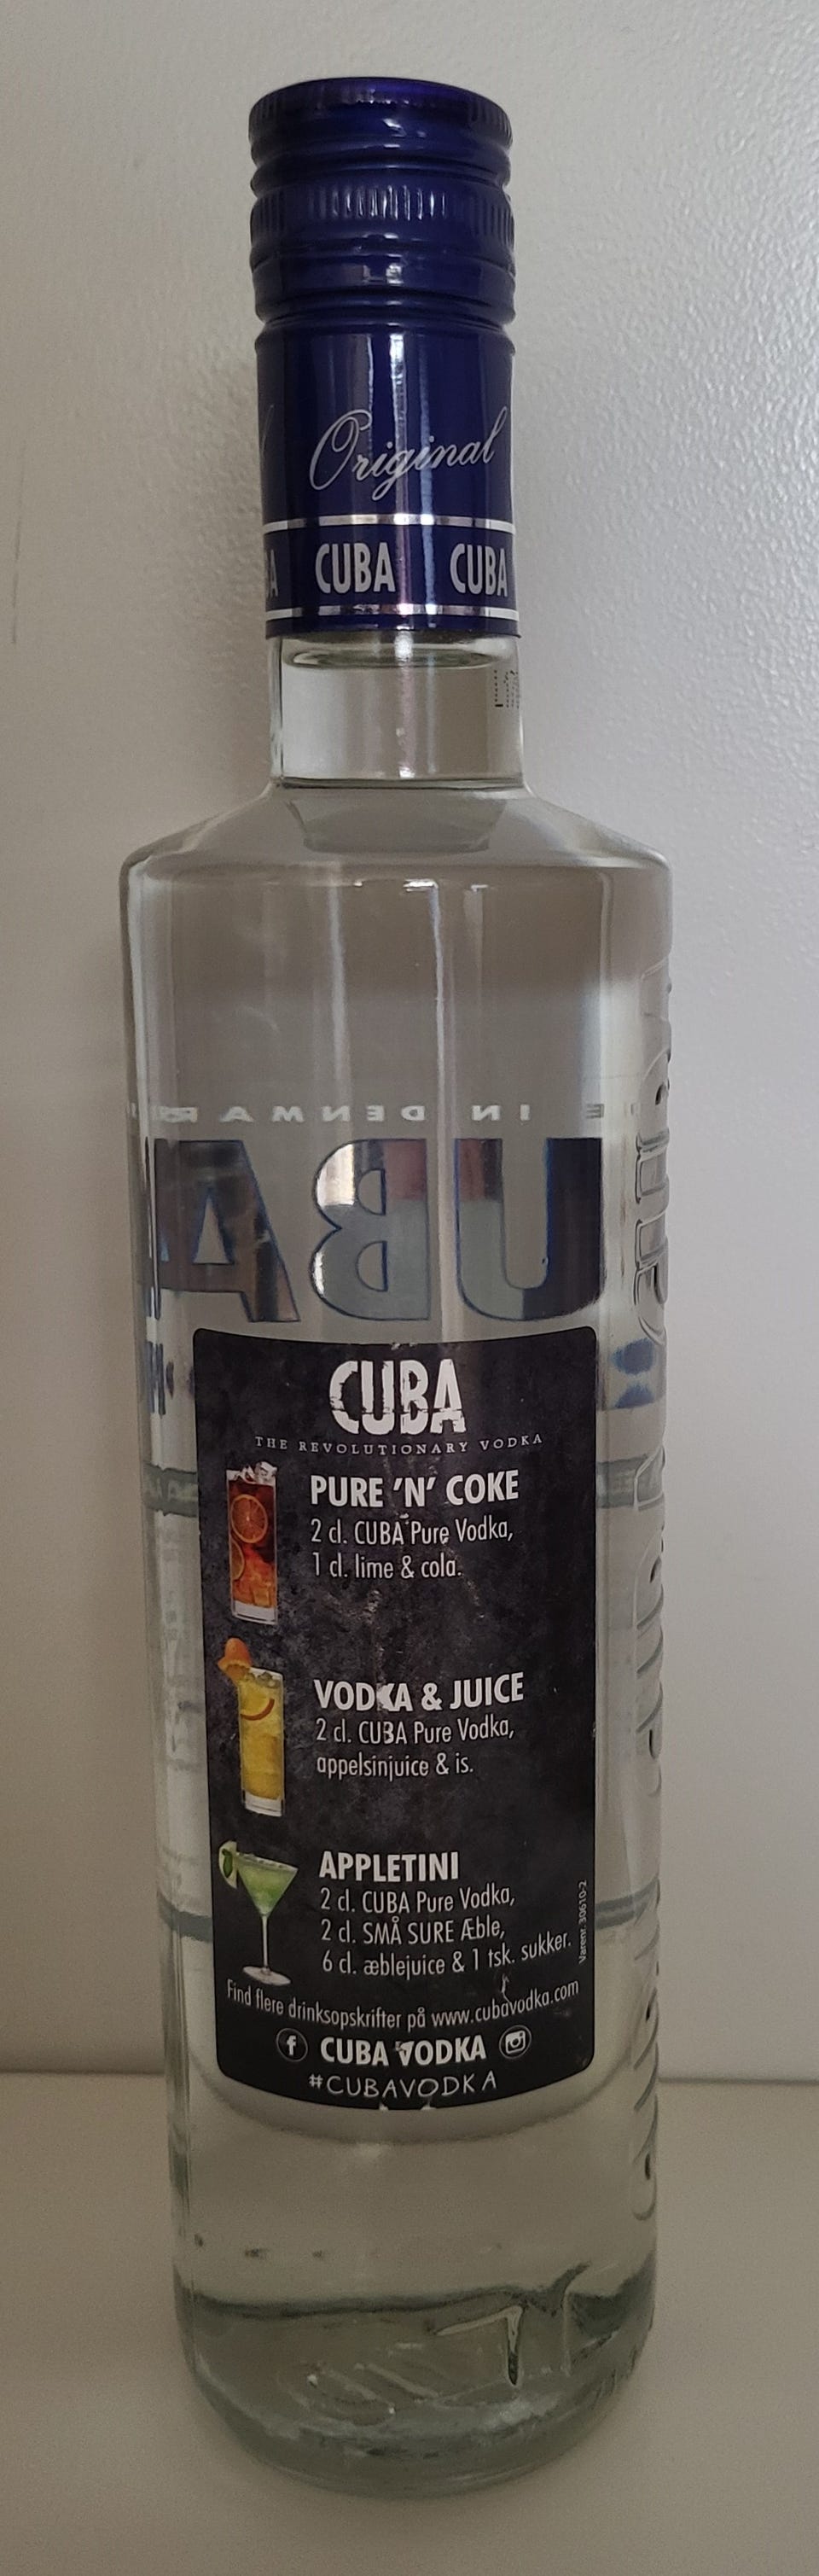 Original
CUBA CUBA
IN DENMAR
UBA
CUBA
THE REVOLUTIONARY VODKA
PURE 'N' COKE
2 cl. CUBA Pure Vodka,
1 cl. lime & cola.
VODKA & JUICE
2 cl. CUBA Pure Vodka,
appelsinjuice & is.
APPLETINI
2 cl. CUBA Pure Vodka,
2 cl. SMÅ SURE Æble,
6 cl. æblejuice & 1 tsk. sukker.
Varenr. 30610-2
Find flere drinksopskrifter på www.cubavodka.com
CUBA VODKA
#CUBAVODKA